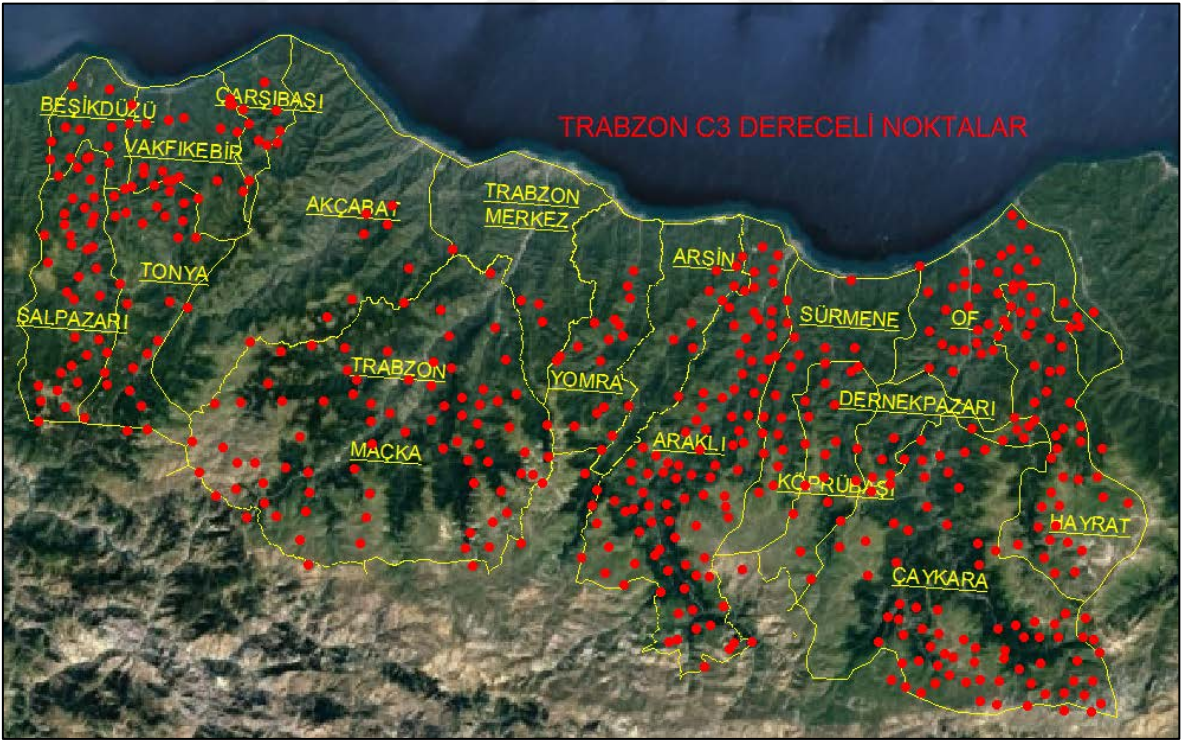 BEŞİKDÜZÜ
ÇARŞIBAŞI
TRABZON C3 DERECELİ NOKTALAR
VAKFIKEBİR
AKÇABAT
TRABZON
MERKEZ
TONYA
ARSİN
ŞALPAZARI
SÜRMENE
OF
TRABZON
YOMRA
DERNEKPAZARI
MAÇKA
ARAKLI
KÖPRÜBAŞI
HAYRAT
ÇAYKARA